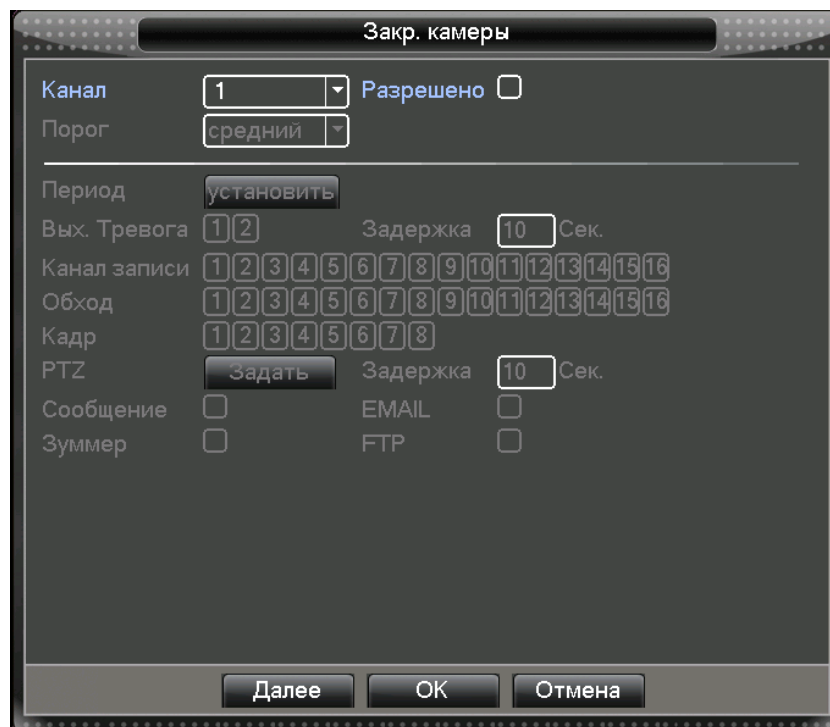 Закр. камеры
Канал 1 Разрешено
Порог средний
Период установить
Вых. Тревога 1 2 Задержка 10 Сек.
Канал записи 1 2 3 4 5 6 7 8 9 10 11 12 13 14 15 16
Обход 1 2 3 4 5 6 7 8 9 10 11 12 13 14 15 16
Кадр 1 2 3 4 5 6 7 8
PTZ Задать Задержка 10 Сек.
Сообщение EMAIL
Зуммер FTP
Далее OK Отмена